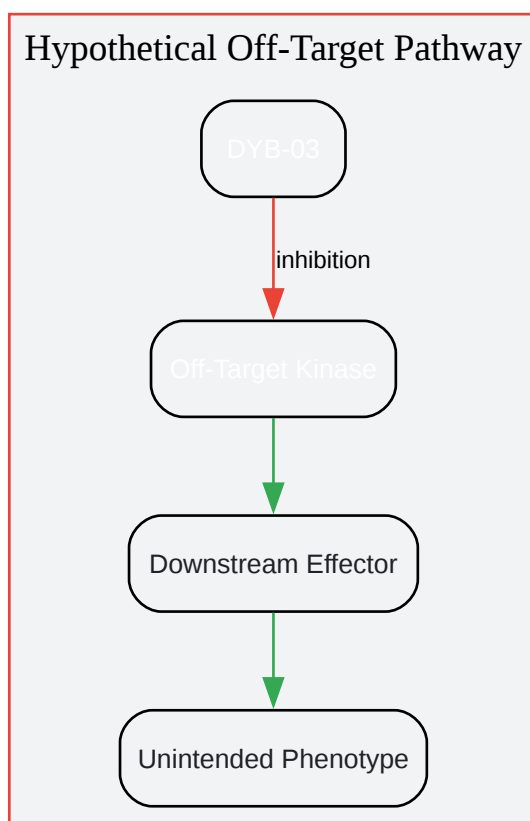 Hypothetical Off-Target Pathway
DYB-03
inhibition
Off-Target Kinase
Downstream Effector
Unintended Phenotype